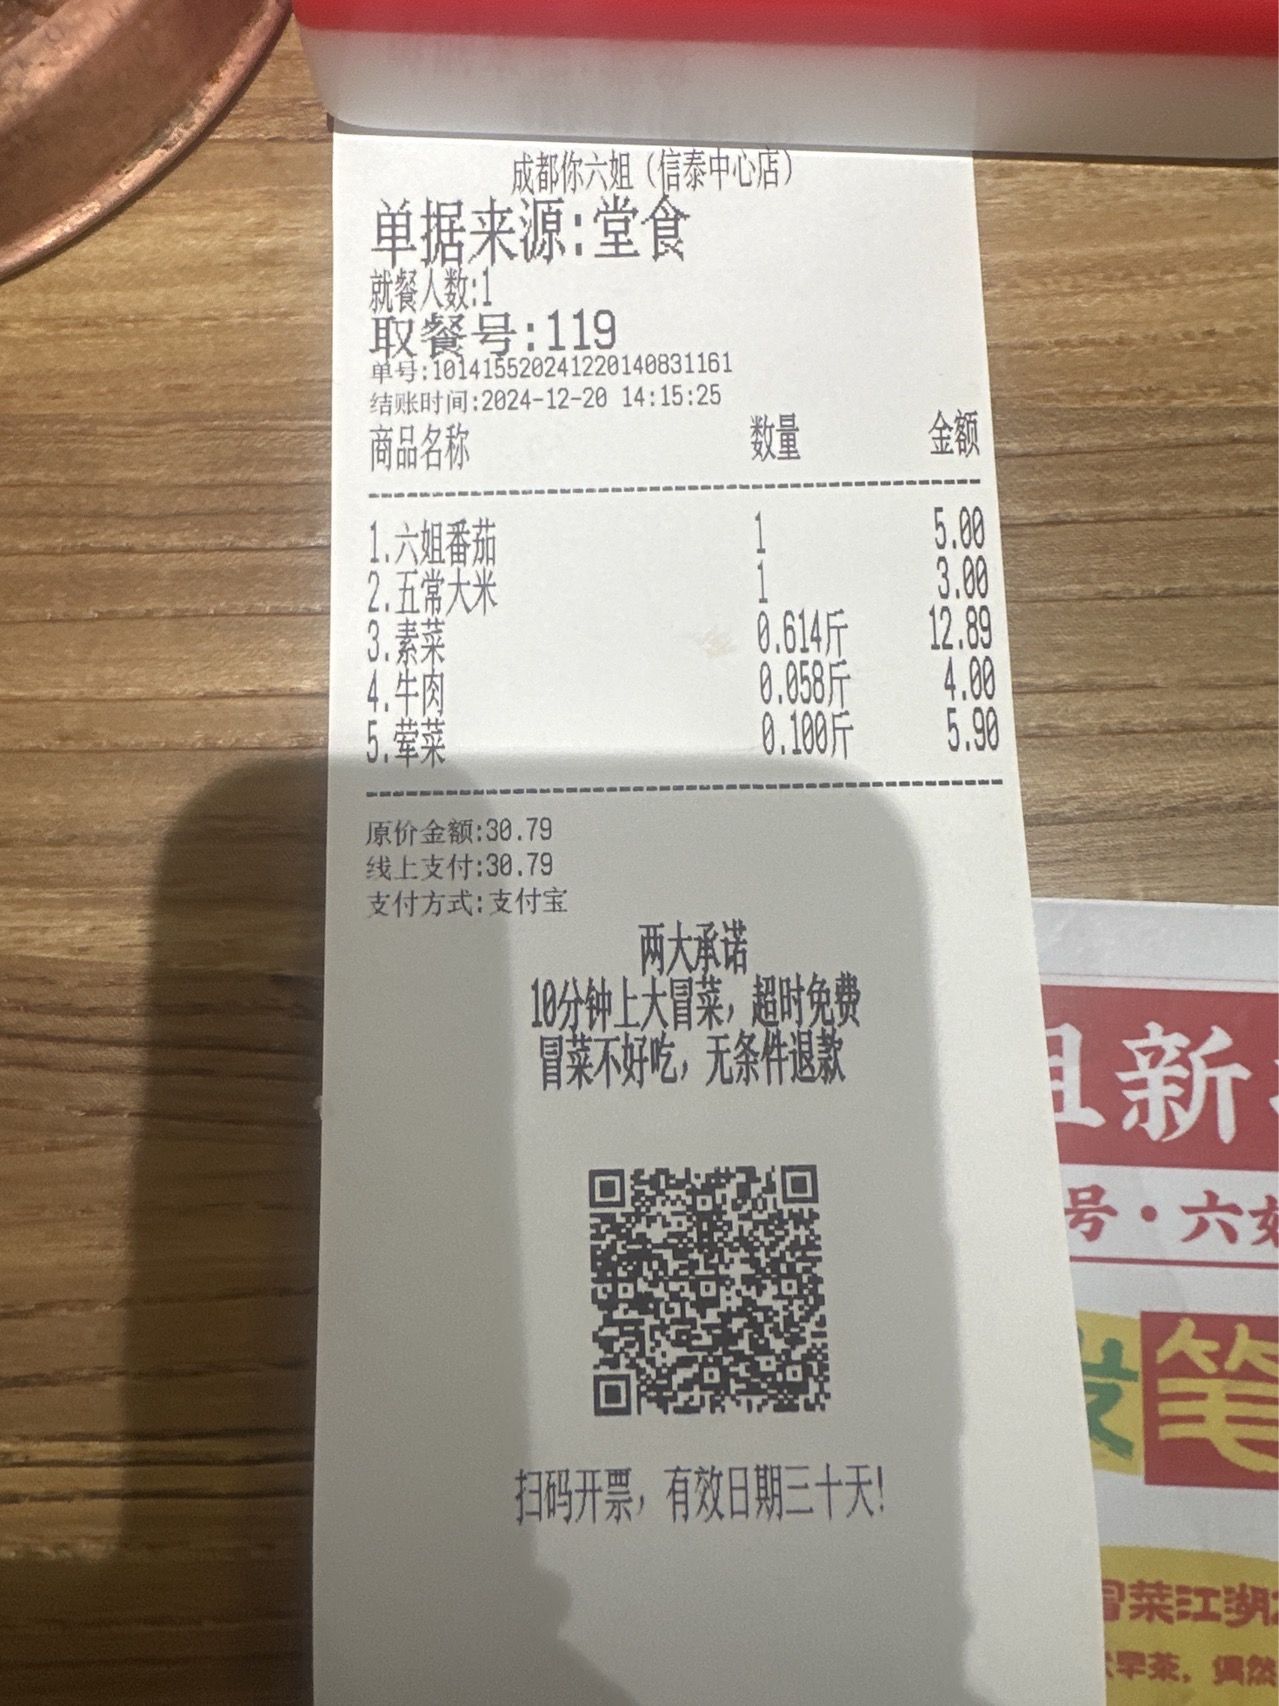 成都你六姐（信泰中心店）
单据来源:堂食
就餐人数:1
取餐号:119
单号:101415520241220140831161
结账时间:2024-12-20 14:15:25
商品名称 数量 金额
1.六姐番茄 1 5.00
2.五常大米 1 3.00
3.素菜 0.614斤 12.89
4.牛肉 0.058斤 4.00
5.荤菜 0.100斤 5.90
原价金额:30.79
线上支付:30.79
支付方式:支付宝
两大承诺
10分钟上大冒菜，超时免费
冒菜不好吃，无条件退款
扫码开票，有效日期三十天!
姐新
号·六
笔
冒菜江湖
早茶，偶然